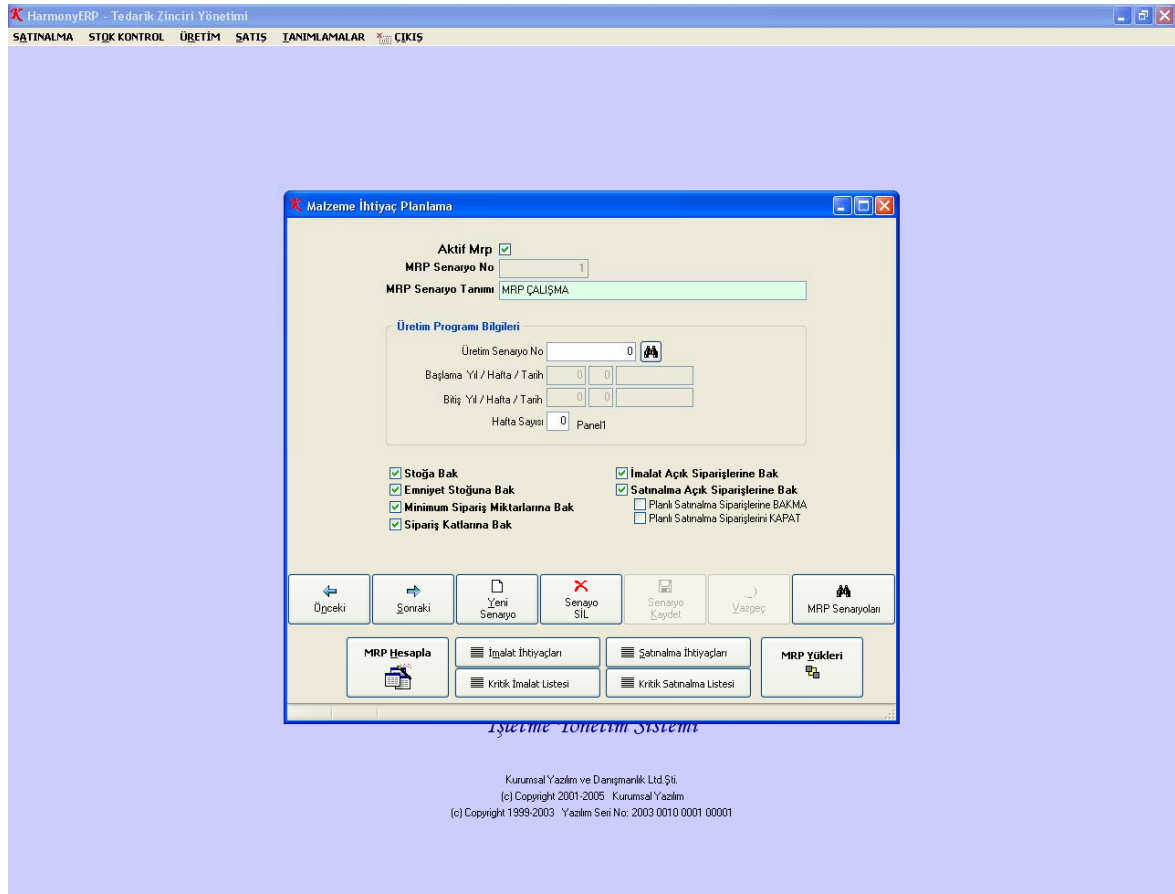 HarmonyERP - Tedarik Zinciri Yönetimi
SATINALMA STOK KONTROL ÜRETİM SATIŞ TANIMLAMALAR ÇIKIŞ
Malzeme İhtiyaç Planlama
Aktif Mrp
MRP Senaryo No 1
MRP Senaryo Tanımı MRP ÇALIŞMA
Üretim Programı Bilgileri
Üretim Senaryo No 0
Başlama Yıl / Hafta / Tarih 0 0
Bitiş Yıl / Hafta / Tarih 0 0
Hafta Sayısı 0 Panel1
Stoğa Bak
Emniyet Stoğuna Bak
Minimum Sipariş Miktarlarına Bak
Sipariş Katlarına Bak
İmalat Açık Siparişlerine Bak
Satınalma Açık Siparişlerine Bak
Planlı Satınalma Siparişlerine BAKMA
Planlı Satınalma Siparişlerini KAPAT
Önceki
Sonraki
Yeni
Senaryo
Senayo
SİL
Senaryo
Kaydet
Vazgeç
MRP Senaryoları
MRP Hesapla
İmalat İhtiyaçları
Satınalma İhtiyaçları
Kritik İmalat Listesi
Kritik Satınalma Listesi
MRP Yükleri
İşletme Yönetim Sistemi
Kurumsal Yazılım ve Danışmanlık Ltd.Şti.
(c) Copyright 2001-2005 Kurumsal Yazılım
(c) Copyright 1999-2003 Yazılım Seri No: 2003 0010 0001 00001